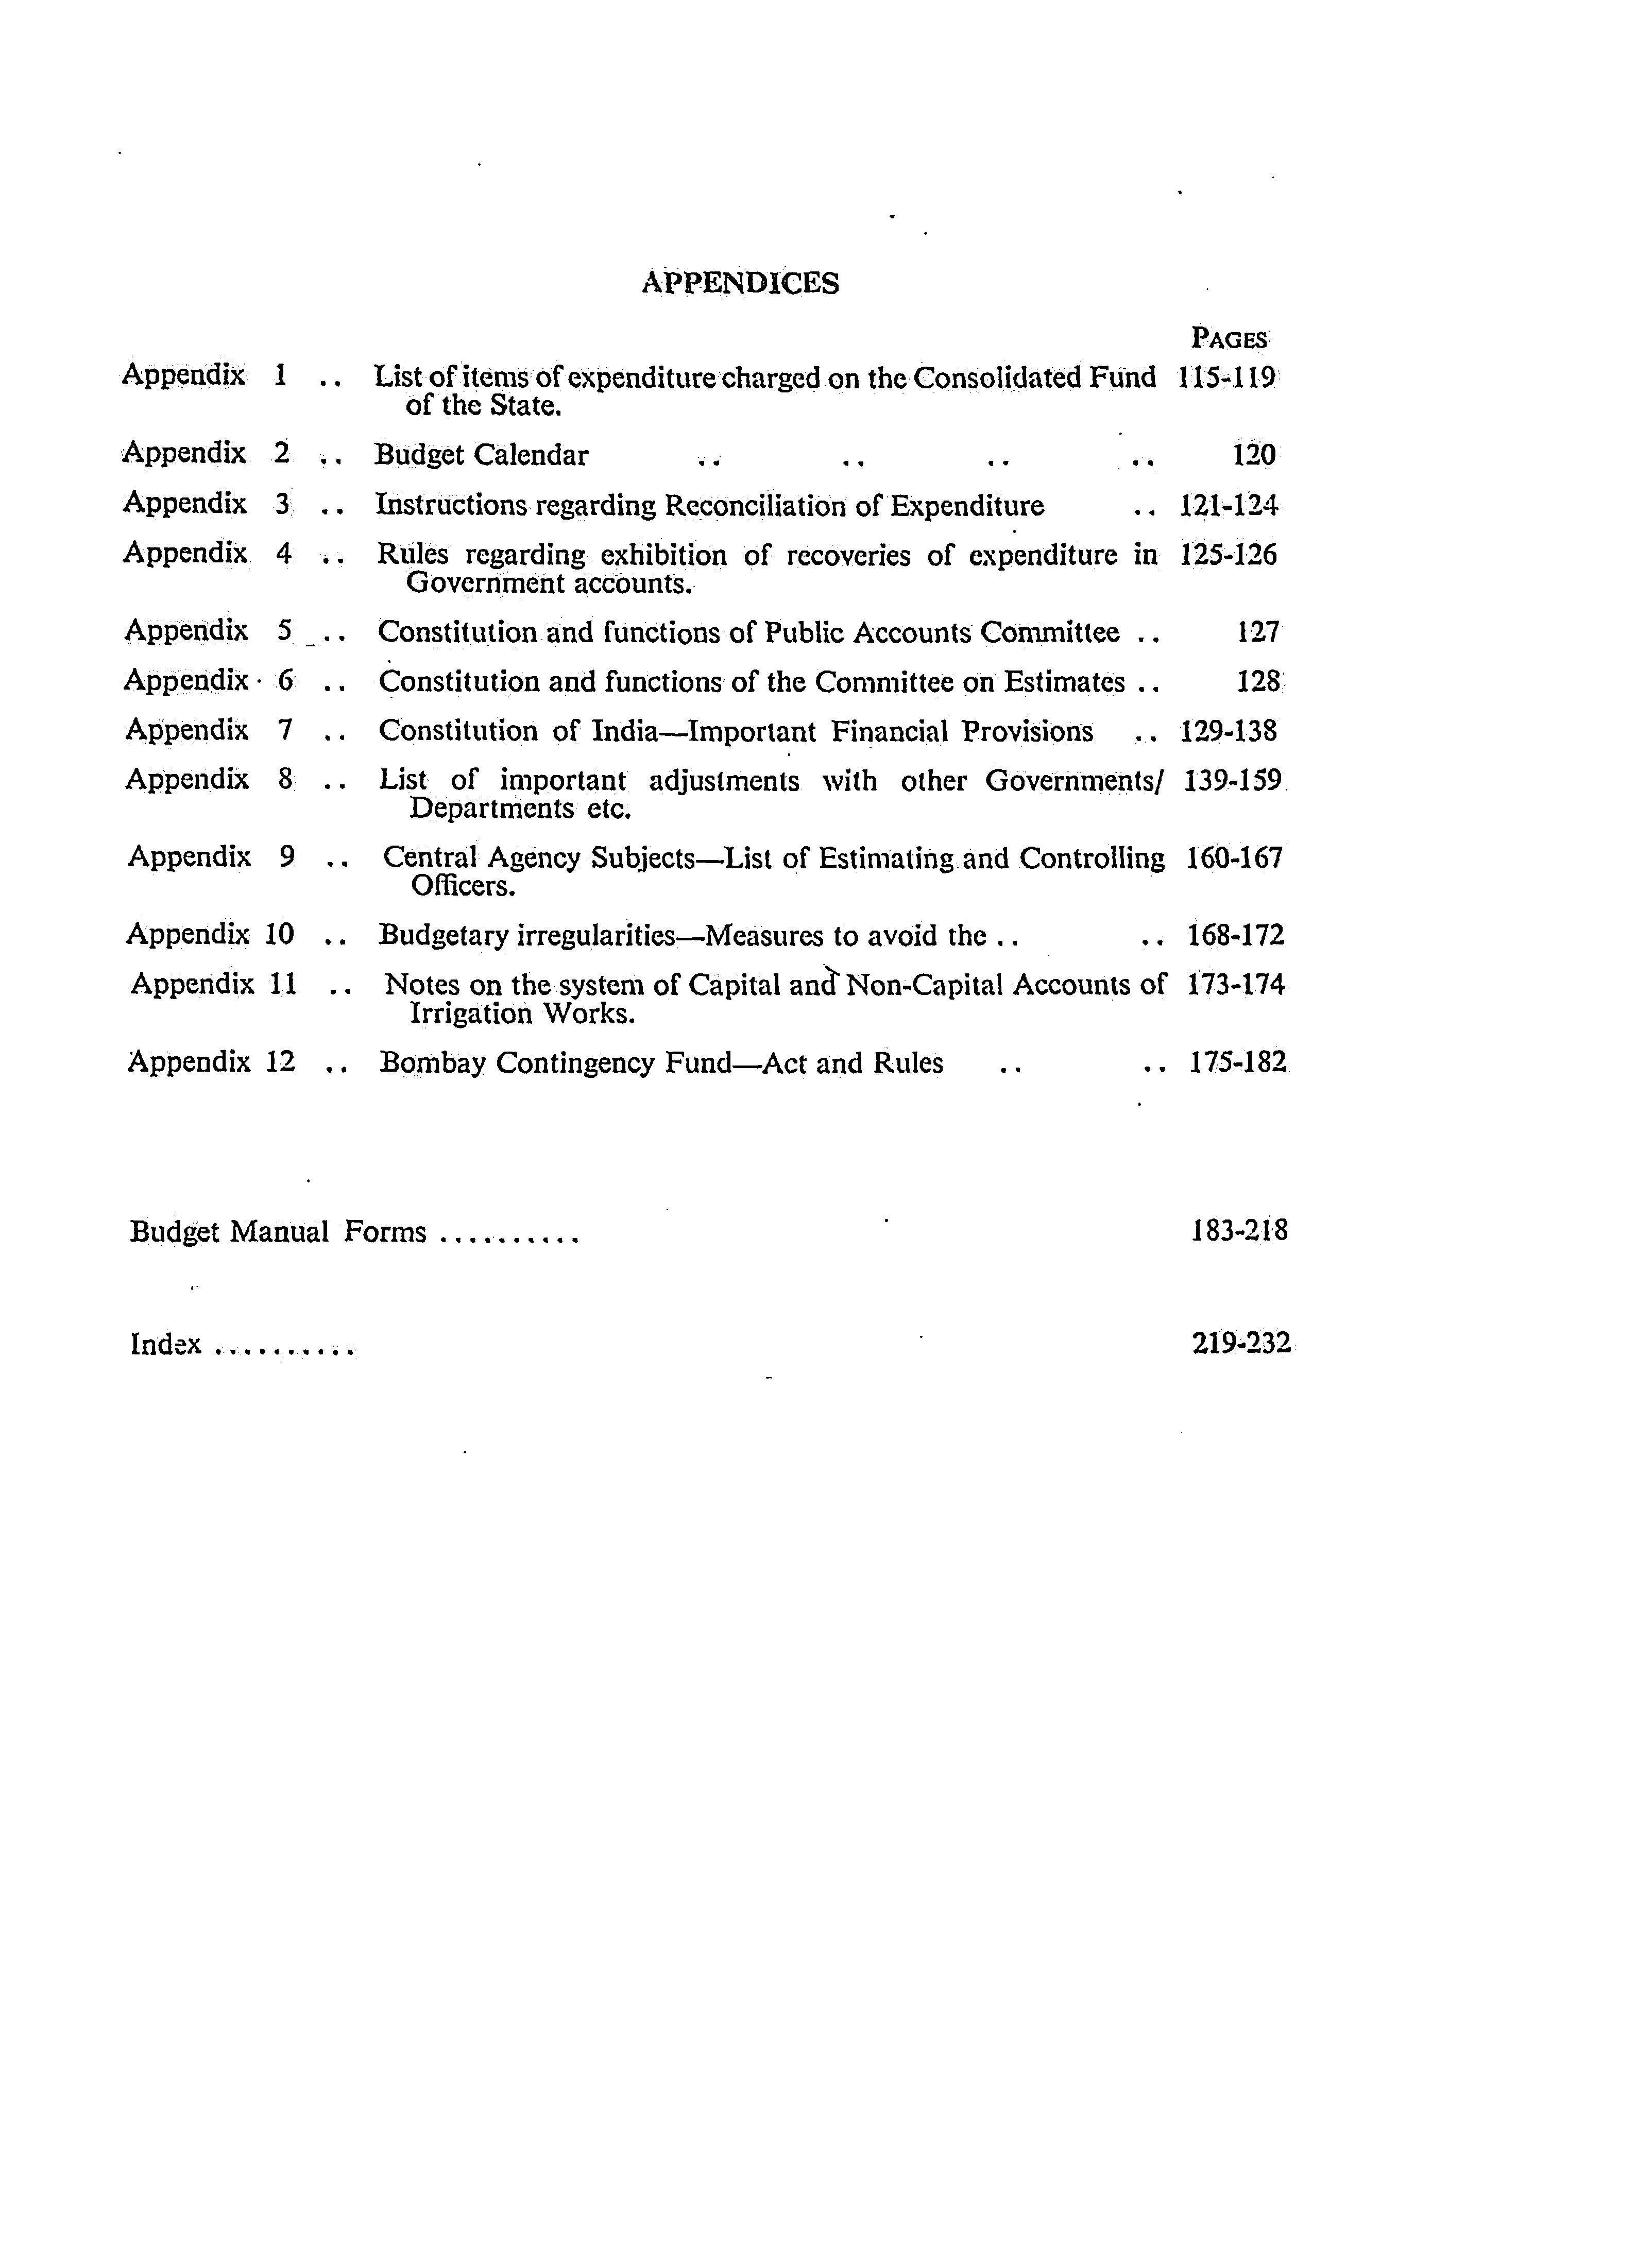 APPENDICES
PAGES
Appendix 1 .. List of items of expenditure charged on the Consolidated Fund 115-119
of the State.
Appendix 2 .. Budget Calendar .. .. .. .. 120
Appendix 3 .. Instructions regarding Reconciliation of Expenditure .. 121-124
Appendix 4 .. Rules regarding exhibition of recoveries of expenditure in 125-126
Government accounts.
Appendix 5 .. Constitution and functions of Public Accounts Committee .. 127
Appendix 6 .. Constitution and functions of the Committee on Estimates .. 128
Appendix 7 .. Constitution of India—Important Financial Provisions .. 129-138
Appendix 8 .. List of important adjustments with other Governments/ 139-159
Departments etc.
Appendix 9 .. Central Agency Subjects—List of Estimating and Controlling 160-167
Officers.
Appendix 10 .. Budgetary irregularities—Measures to avoid the .. .. 168-172
Appendix 11 .. Notes on the system of Capital and Non-Capital Accounts of 173-174
Irrigation Works.
Appendix 12 .. Bombay Contingency Fund—Act and Rules .. .. 175-182
Budget Manual Forms .......... 183-218
Index .......... 219-232